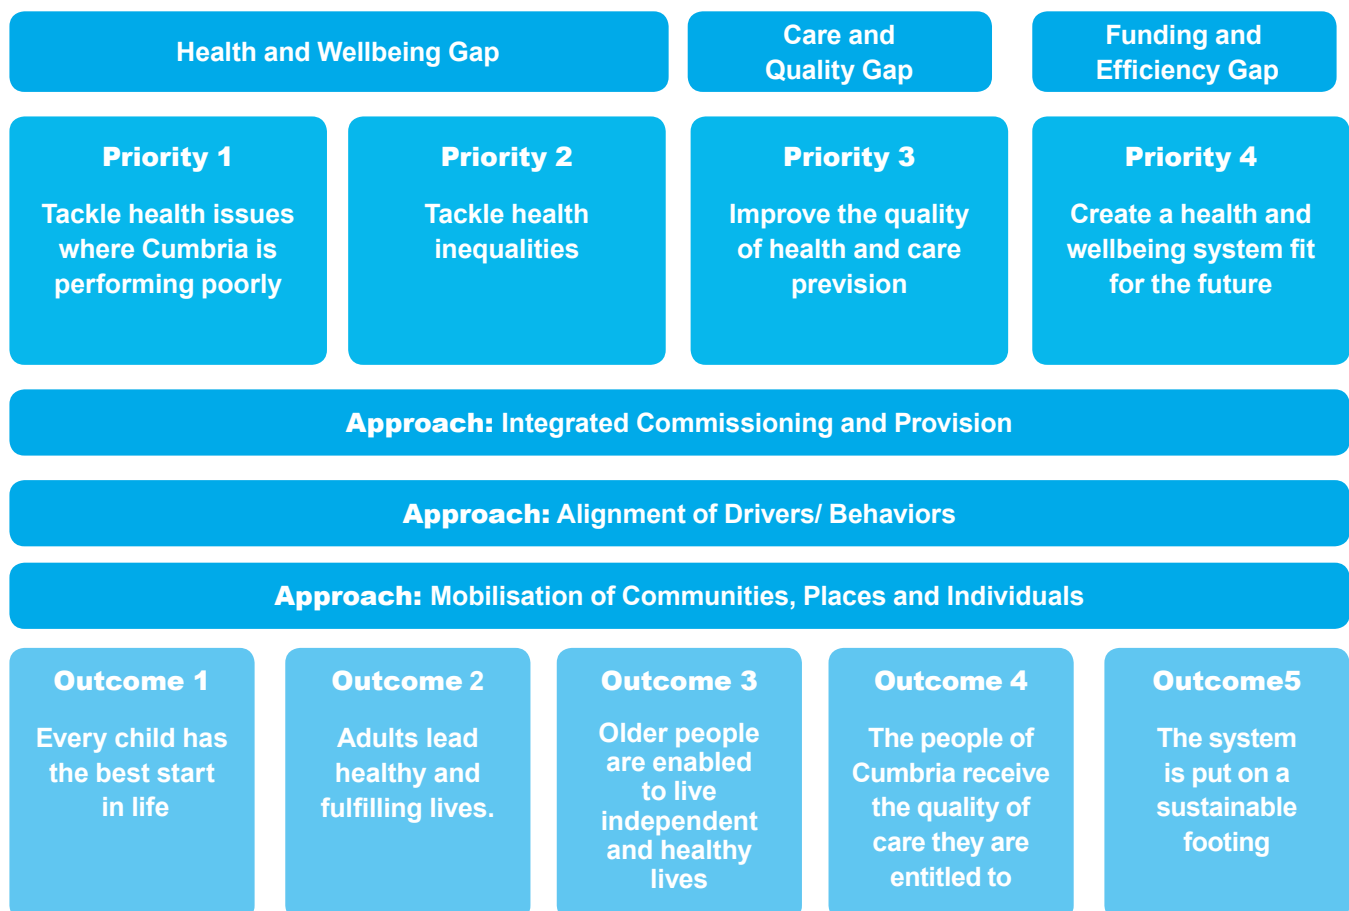 Health and Wellbeing Gap
Care and
Quality Gap
Funding and
Efficiency Gap
Priority 1
Tackle health issues
where Cumbria is
performing poorly
Priority 2
Tackle health
inequalities
Priority 3
Improve the quality
of health and care
prevision
Priority 4
Create a health and
wellbeing system fit
for the future
Approach: Integrated Commissioning and Provision
Approach: Alignment of Drivers/ Behaviors
Approach: Mobilisation of Communities, Places and Individuals
Outcome 1
Every child has
the best start
in life
Outcome 2
Adults lead
healthy and
fulfilling lives.
Outcome 3
Older people
are enabled
to live
independent
and healthy
lives
Outcome 4
The people of
Cumbria receive
the quality of
care they are
entitled to
Outcome5
The system
is put on a
sustainable
footing